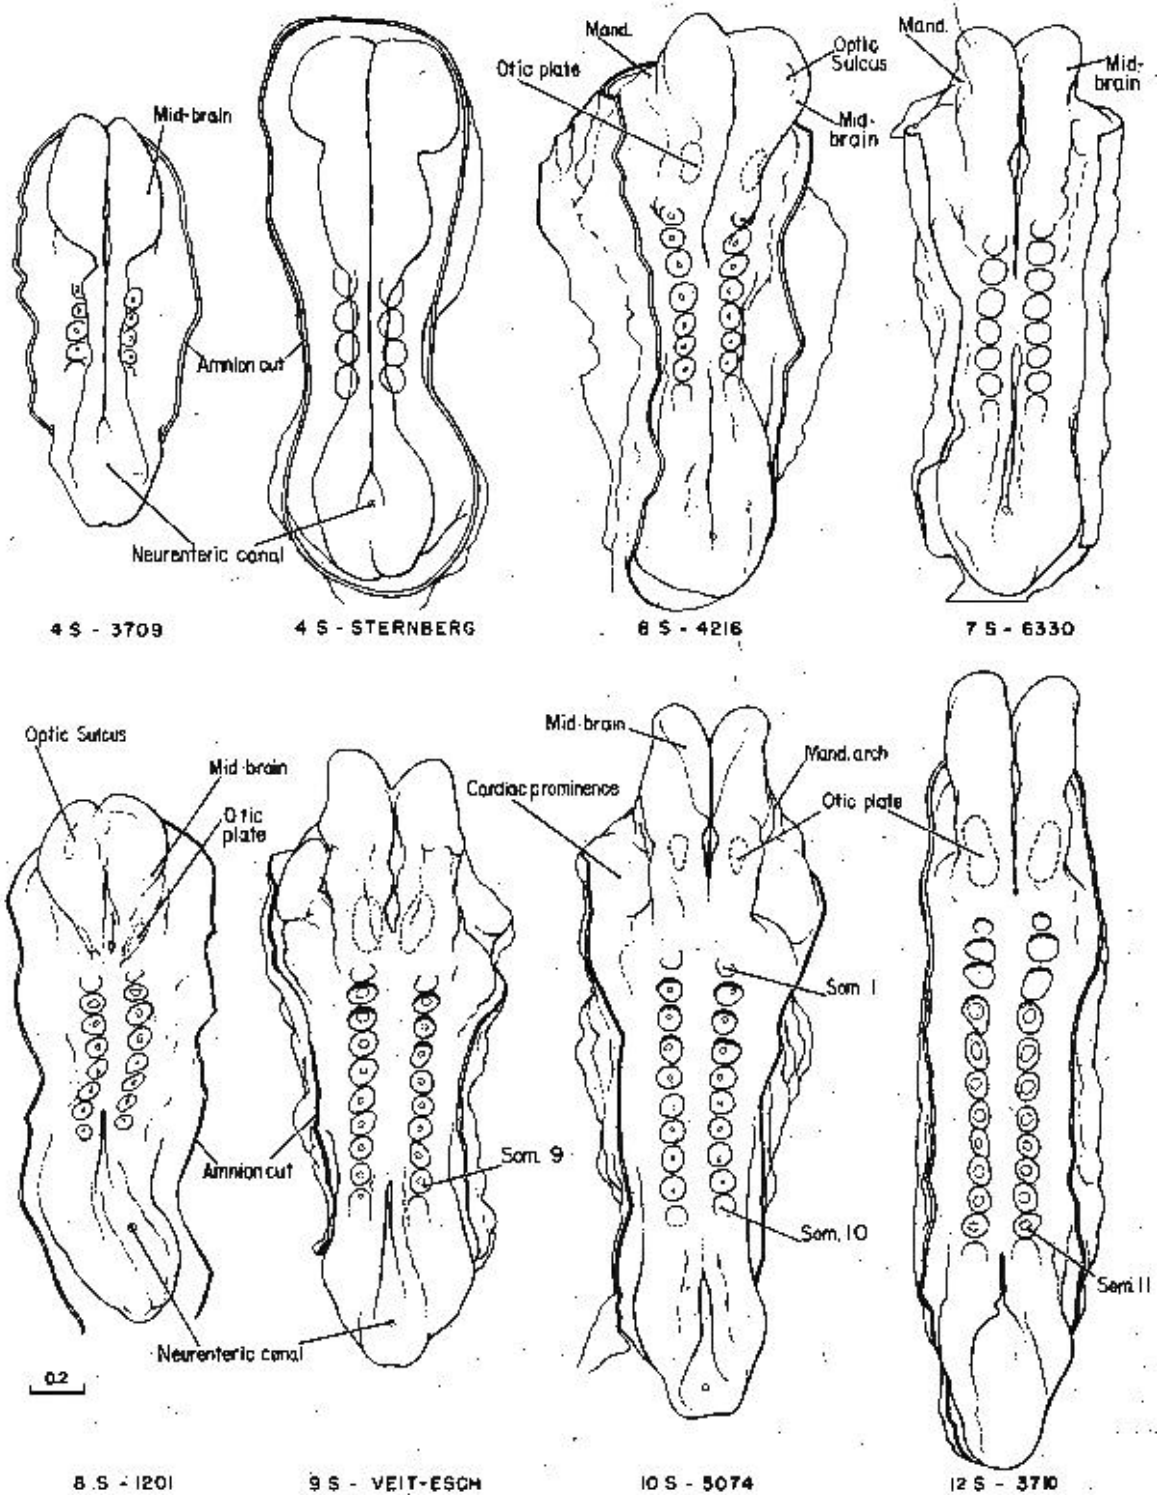 Mid-brain
Amnion cut
Neurenteric canal
Mand.
Otic plate
Optic
Sulcus
Mid-
brain
Mand.
Mid-
brain
4 S - 3709
4 S - STERNBERG
6 S - 4216
7 S - 6330
Optic Sulcus
Mid-brain
Otic
plate
Amnion cut
Neurenteric canal
Som. 9
Mid-brain
Cardiac prominence
Mand. arch
Otic plate
Som. 1
Som. 10
Som. 11
0.2
8 S - 1201
9 S - VEIT-ESCH
10 S - 5074
12 S - 3710